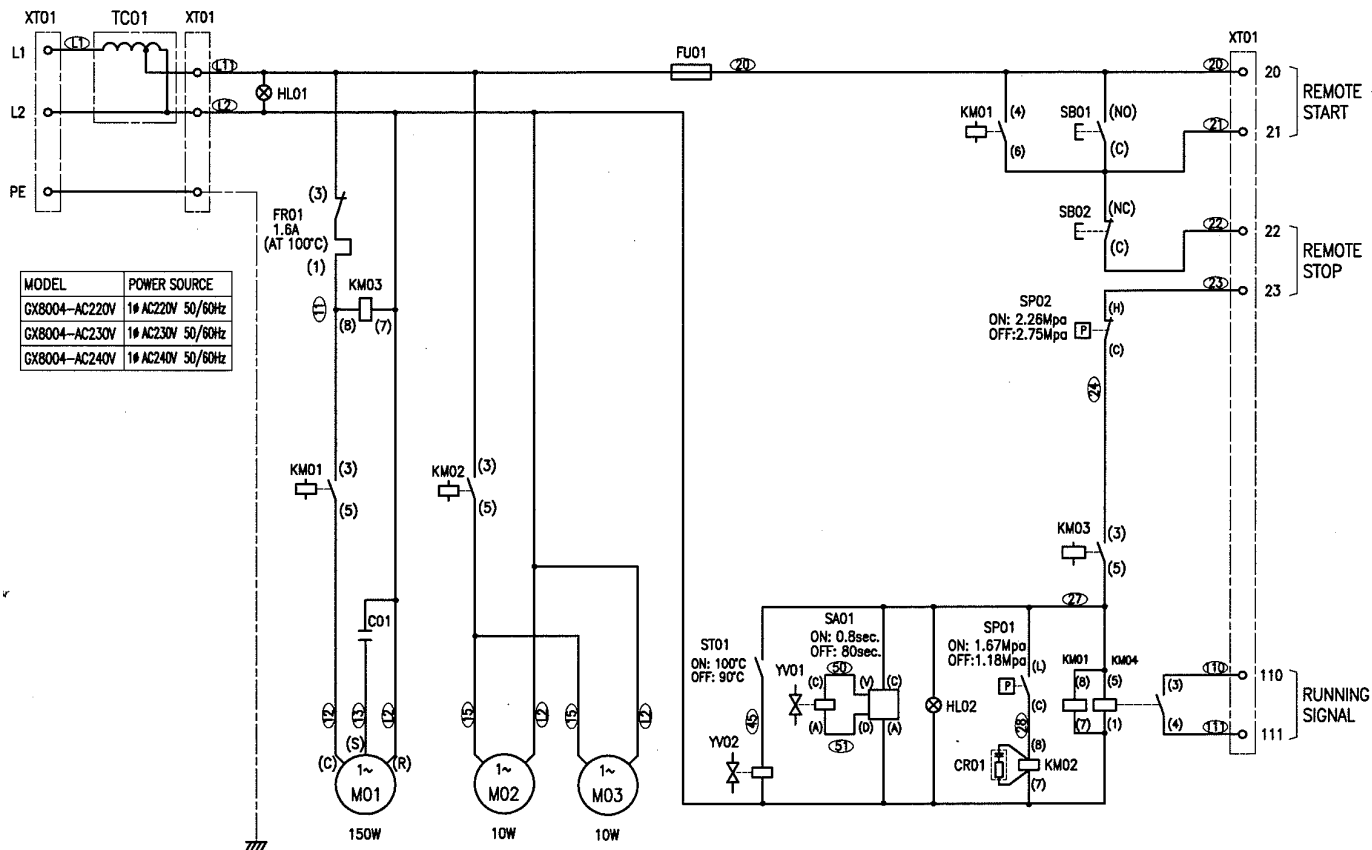 XT01
TC01
XT01
L1
L1
L11
HL01
L2
L2
PE
FU01
20
XT01
20
20
REMOTE
START
KM01
(4)
(6)
SB01
(NO)
(C)
21
21
SB02
(NC)
(C)
22
22
REMOTE
STOP
23
23
(3)
FR01
1.6A
(AT 100°C)
(1)
KM03
11
(8)
(7)
MODEL
POWER SOURCE
GX8004-AC220V
1ø AC220V 50/60Hz
GX8004-AC230V
1ø AC230V 50/60Hz
GX8004-AC240V
1ø AC240V 50/60Hz
SP02
ON: 2.26Mpa
OFF:2.75Mpa
P
(H)
(C)
24
KM01
(3)
(5)
KM02
(3)
(5)
KM03
(3)
(5)
27
C01
ST01
ON: 100°C
OFF: 90°C
SA01
ON: 0.8sec.
OFF: 80sec.
YV01
50
(C)
(V)
(C)
(A)
(D)
(A)
51
HL02
SP01
ON: 1.67Mpa
OFF:1.18Mpa
P
(L)
(C)
28
KM01
KM04
(8)
(5)
(7)
(1)
(3)
(4)
110
110
RUNNING
SIGNAL
111
111
45
YV02
CR01
(8)
KM02
(7)
12
13
12
15
12
15
12
(S)
(C)
(R)
1~
M01
150W
1~
M02
10W
1~
M03
10W